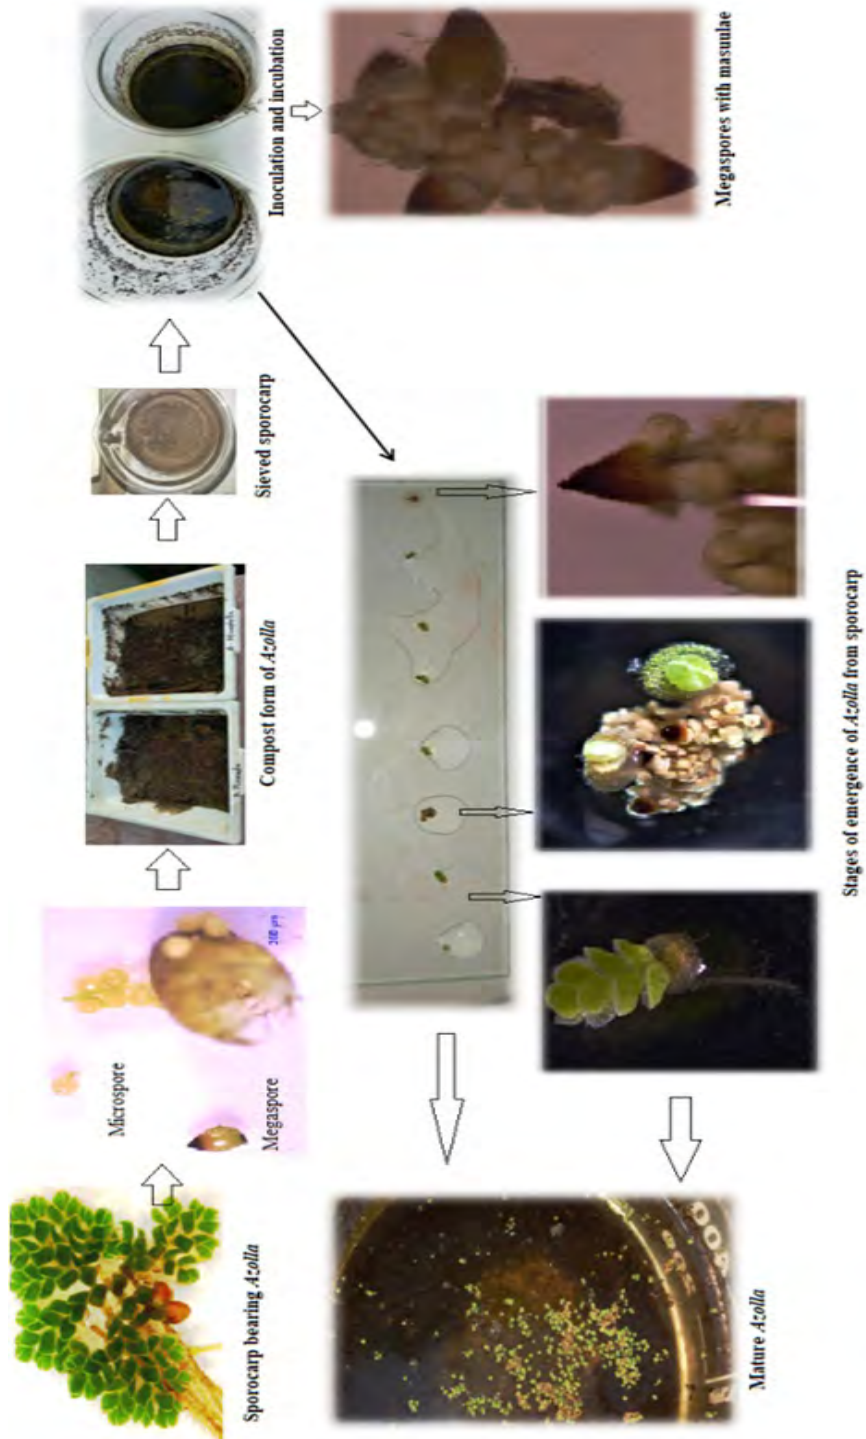 Sporocarp bearing Azolla
Microspore
Megaspore
200 µm
Compost form of Azolla
Sieved sporocarp
Inoculation and incubation
Megaspores with masuulae
Stages of emergence of Azolla from sporocarp
Mature Azolla